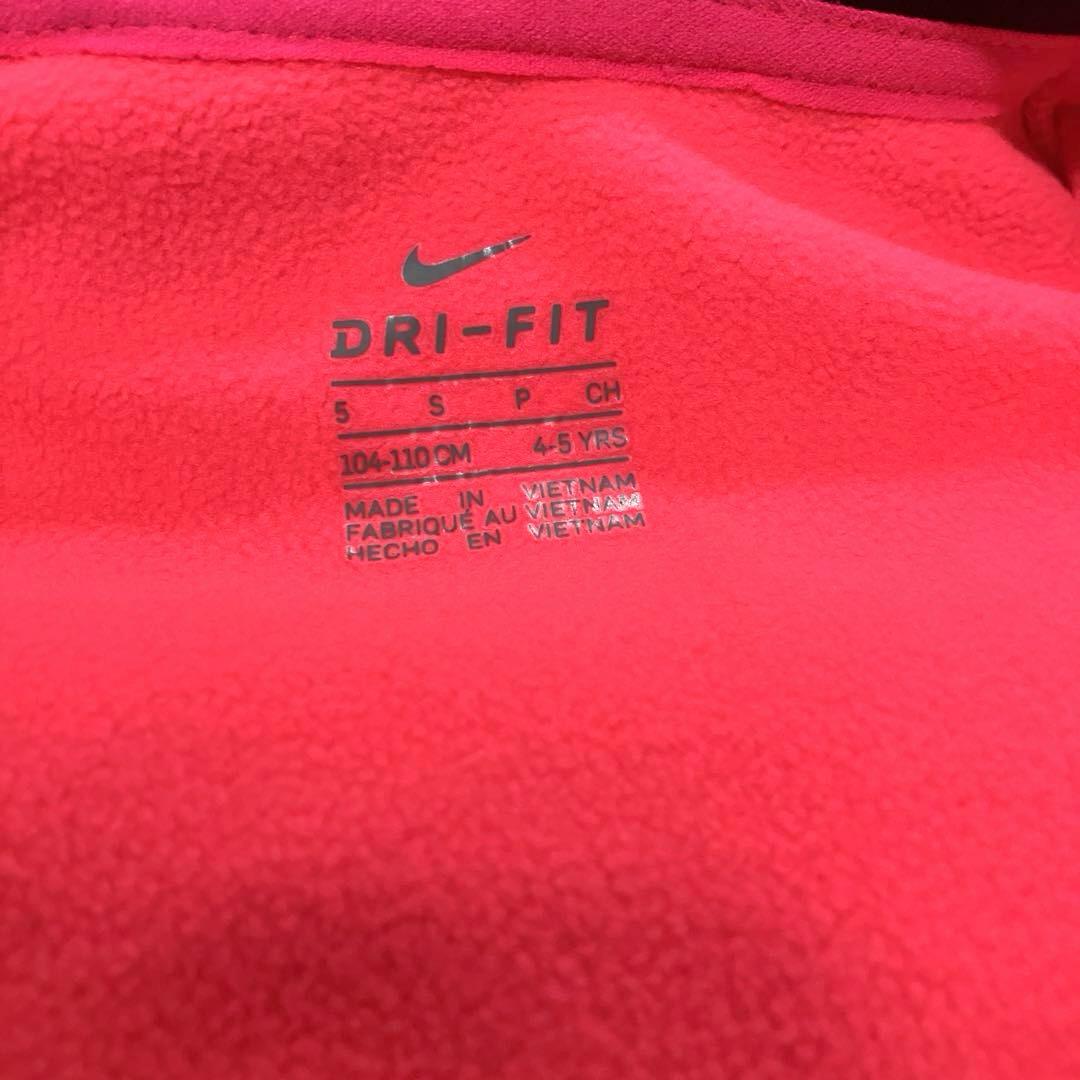 DRI-FIT
5 S P CH
104-110 CM 4-5 YRS
MADE IN VIETNAM
FABRIQUÉ AU VIETNAM
HECHO EN VIETNAM